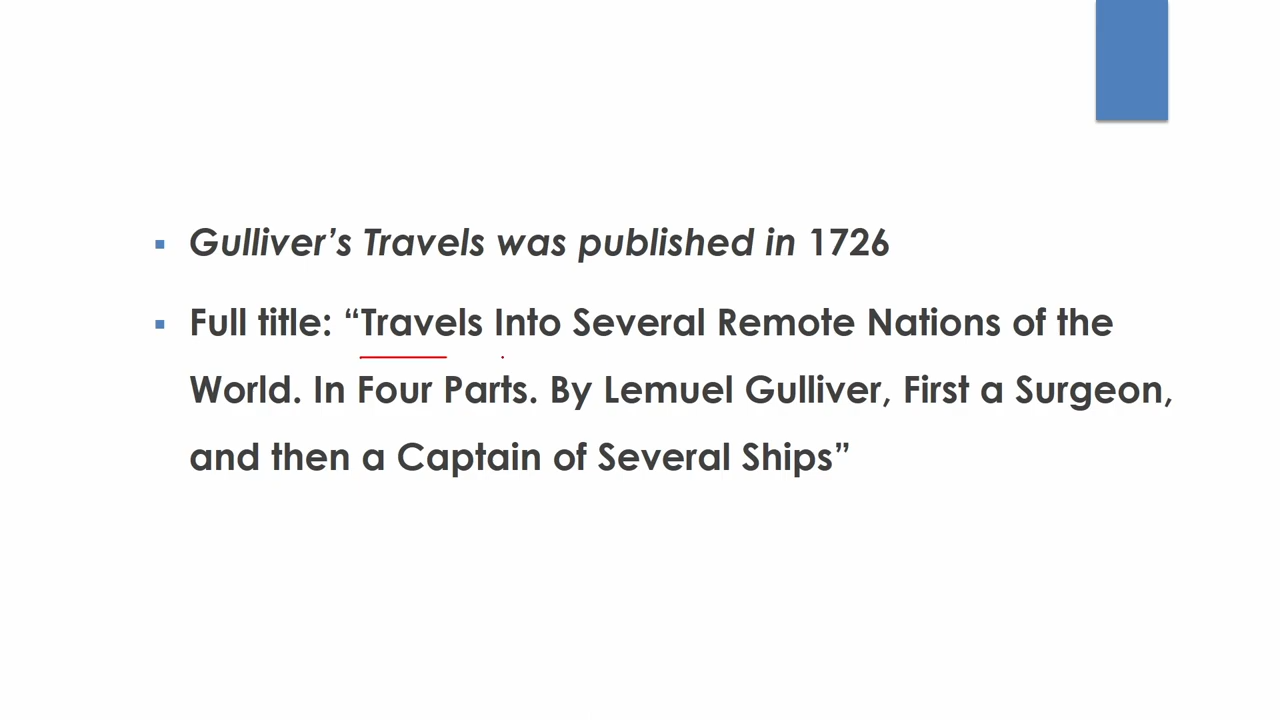 ▪ Gulliver’s Travels was published in 1726
▪ Full title: “Travels Into Several Remote Nations of the
World. In Four Parts. By Lemuel Gulliver, First a Surgeon,
and then a Captain of Several Ships”